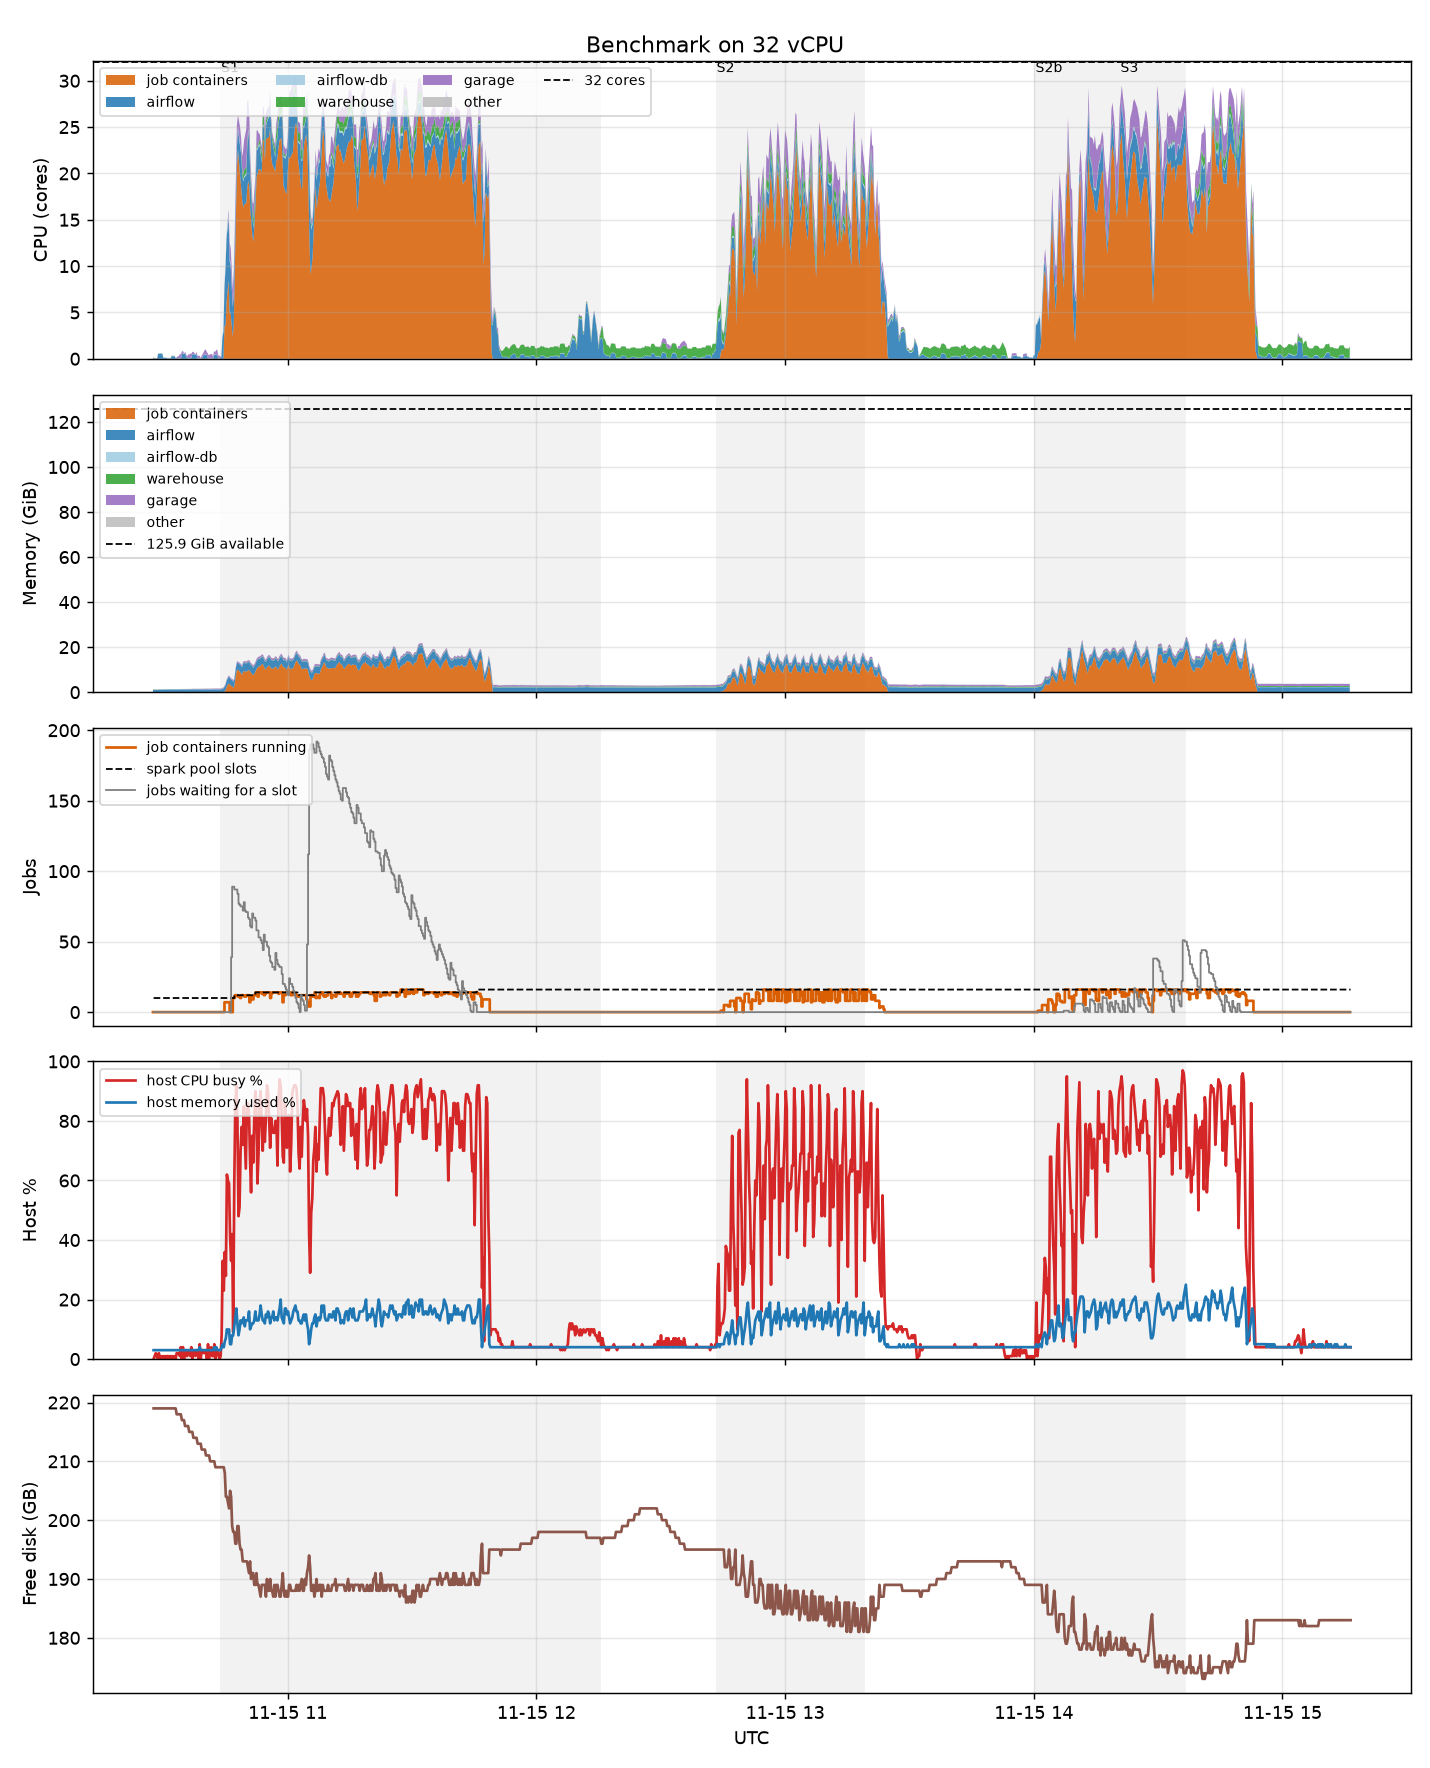 Benchmark on 32 vCPU
S1 S2 S2b S3
job containers airflow-db garage 32 cores
airflow warehouse other
CPU (cores)
30
25
20
15
10
5
0
job containers
airflow
airflow-db
warehouse
garage
other
125.9 GiB available
Memory (GiB)
120
100
80
60
40
20
0
job containers running
spark pool slots
jobs waiting for a slot
Jobs
200
150
100
50
0
host CPU busy %
host memory used %
Host %
100
80
60
40
20
0
Free disk (GB)
220
210
200
190
180
11-15 11 11-15 12 11-15 13 11-15 14 11-15 15
UTC